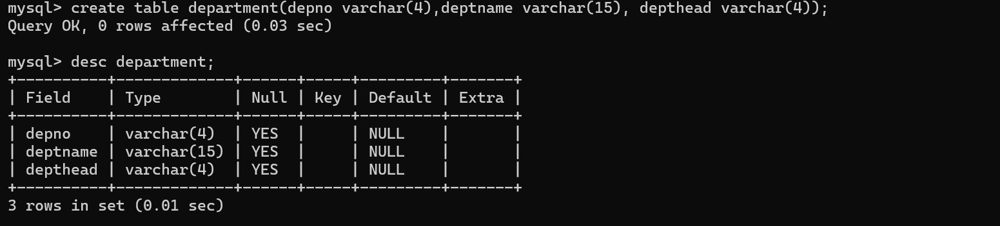 mysql> create table department(depno varchar(4),deptname varchar(15), depthead varchar(4));
Query OK, 0 rows affected (0.03 sec)

mysql> desc department;
+----------+-------------+------+-----+---------+-------+
| Field    | Type        | Null | Key | Default | Extra |
+----------+-------------+------+-----+---------+-------+
| depno    | varchar(4)  | YES  |     | NULL    |       |
| deptname | varchar(15) | YES  |     | NULL    |       |
| depthead | varchar(4)  | YES  |     | NULL    |       |
+----------+-------------+------+-----+---------+-------+
3 rows in set (0.01 sec)